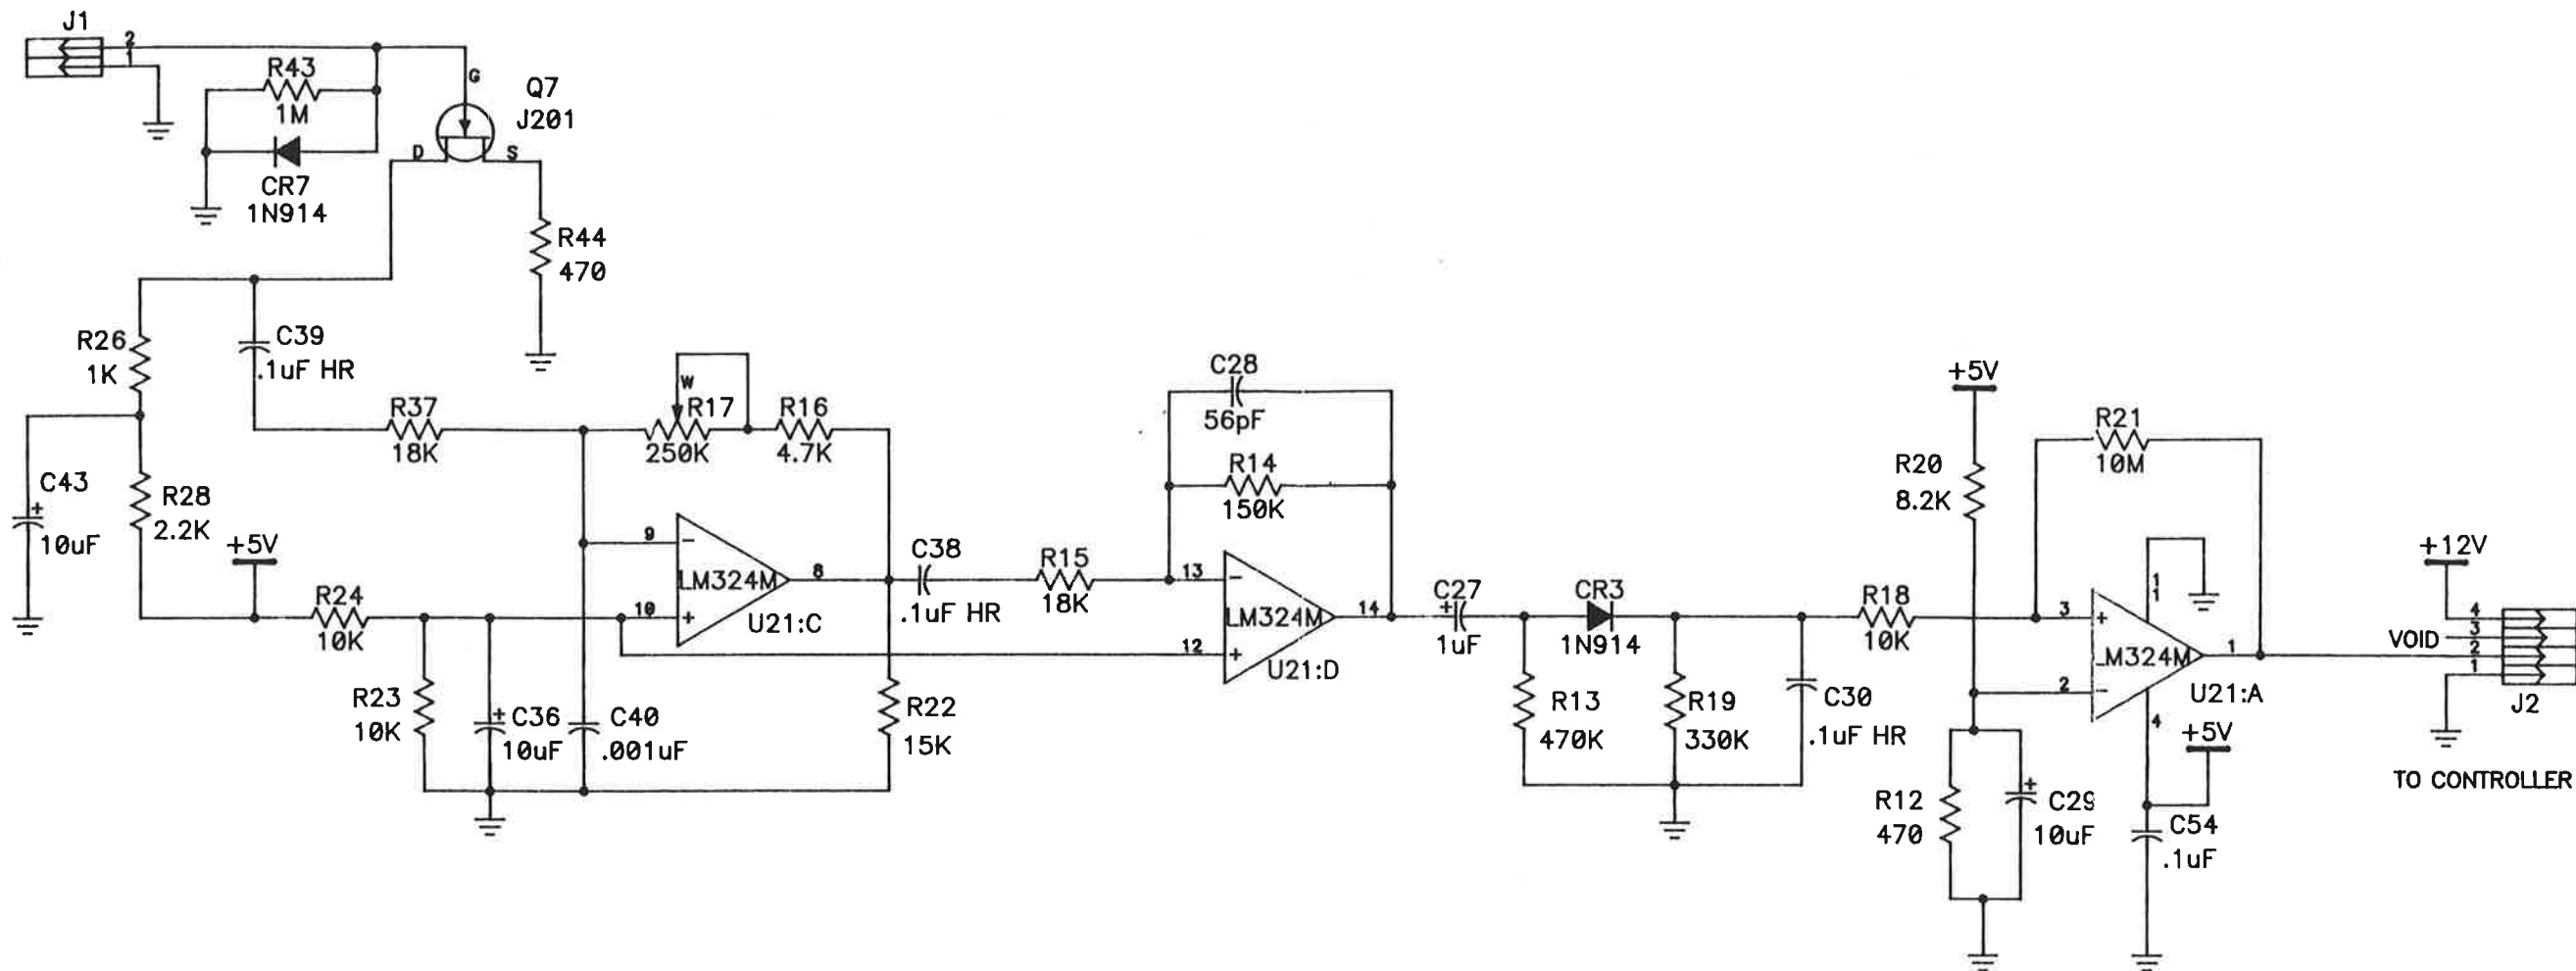 J1
2
1
R43
1M
CR7
1N914
G
Q7
J201
D
S
R44
470
R26
1K
C39
.1uF HR
C43
10uF
R28
2.2K
+5V
R37
18K
W
R17
250K
R16
4.7K
R24
10K
R23
10K
C36
10uF
C40
.001uF
9
10
8
LM324M
U21:C
R22
15K
C38
.1uF HR
R15
18K
C28
56pF
R14
150K
13
12
14
LM324M
U21:D
C27
1uF
R13
470K
CR3
1N914
R19
330K
C30
.1uF HR
R18
10K
+5V
R20
8.2K
R21
10M
R12
470
C29
10uF
3
2
1
1
1
4
LM324M
U21:A
+5V
C54
.1uF
+12V
VOID
4
3
2
1
J2
TO CONTROLLER